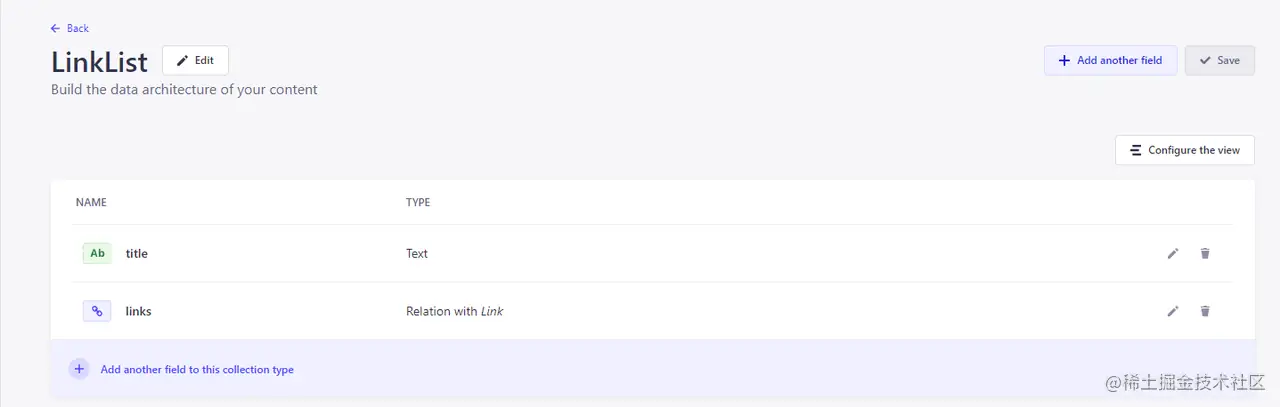 Back
LinkList Edit Add another field Save
Build the data architecture of your content
Configure the view
NAME TYPE
Ab title Text
links Relation with Link
Add another field to this collection type
@稀土掘金技术社区